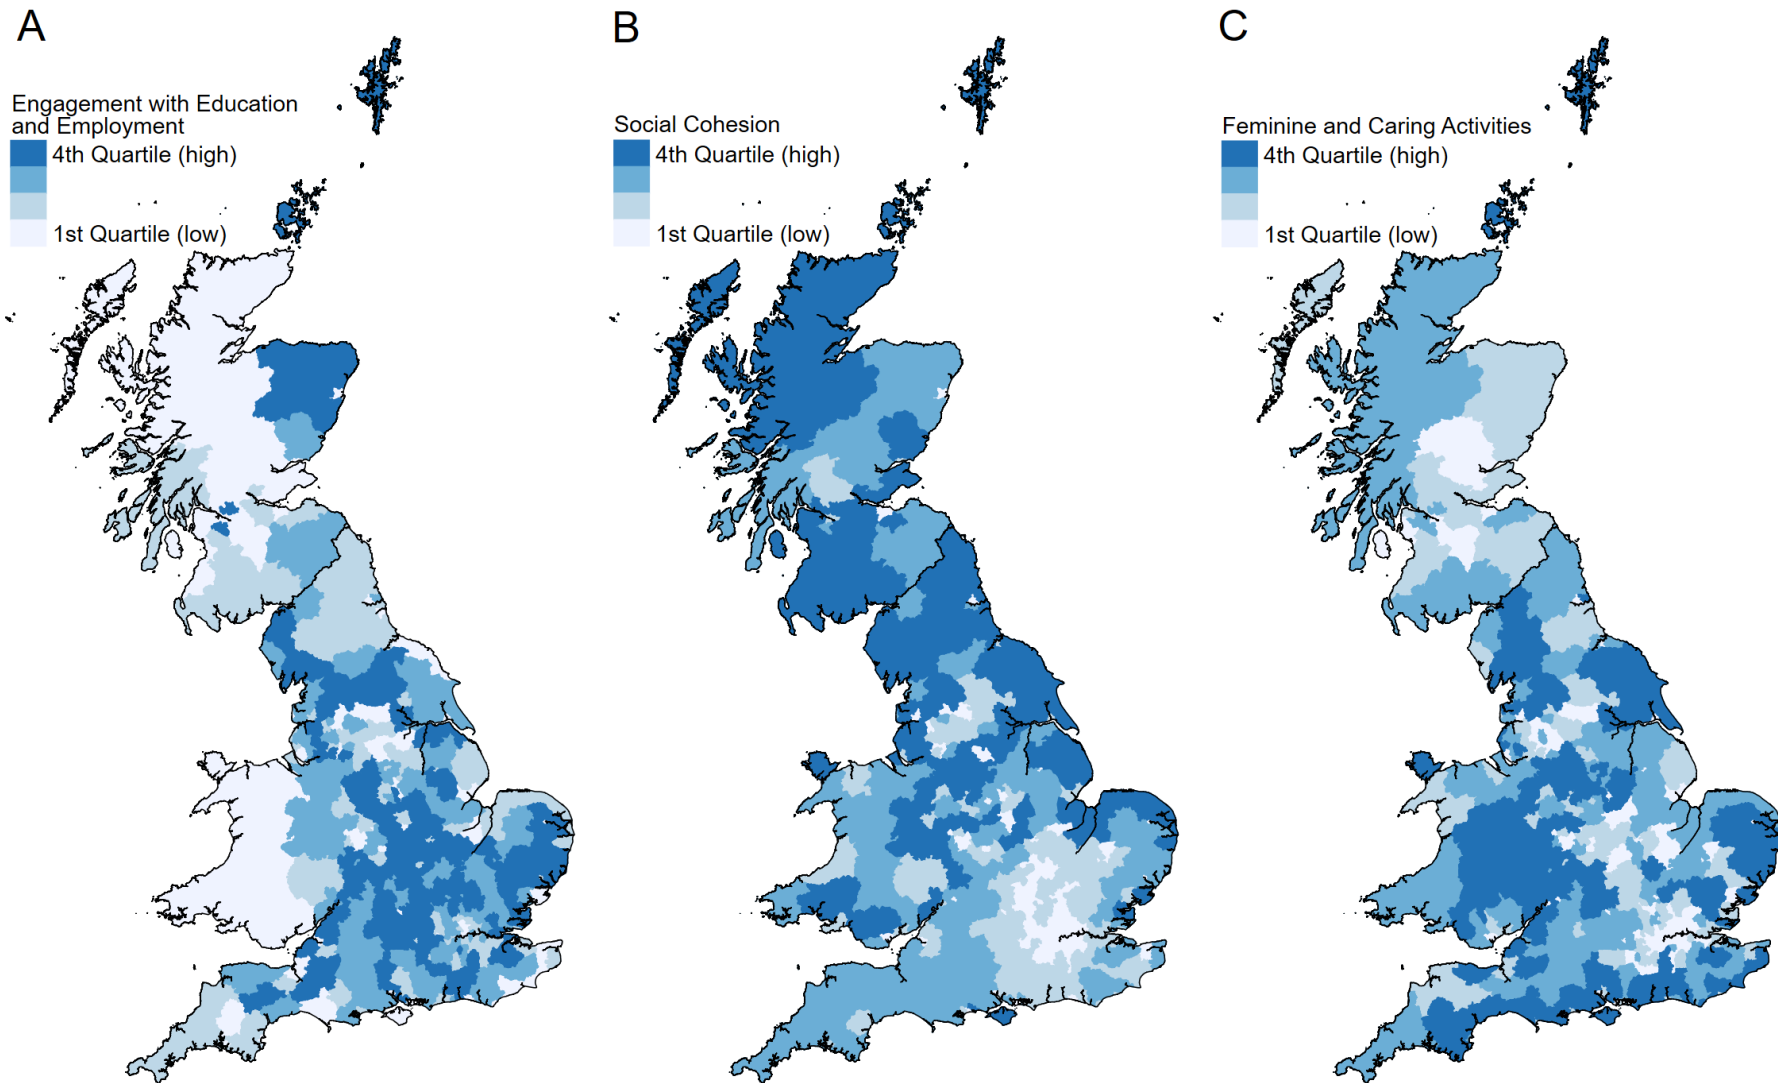 A
Engagement with Education
and Employment
4th Quartile (high)
1st Quartile (low)
B
Social Cohesion
4th Quartile (high)
1st Quartile (low)
C
Feminine and Caring Activities
4th Quartile (high)
1st Quartile (low)